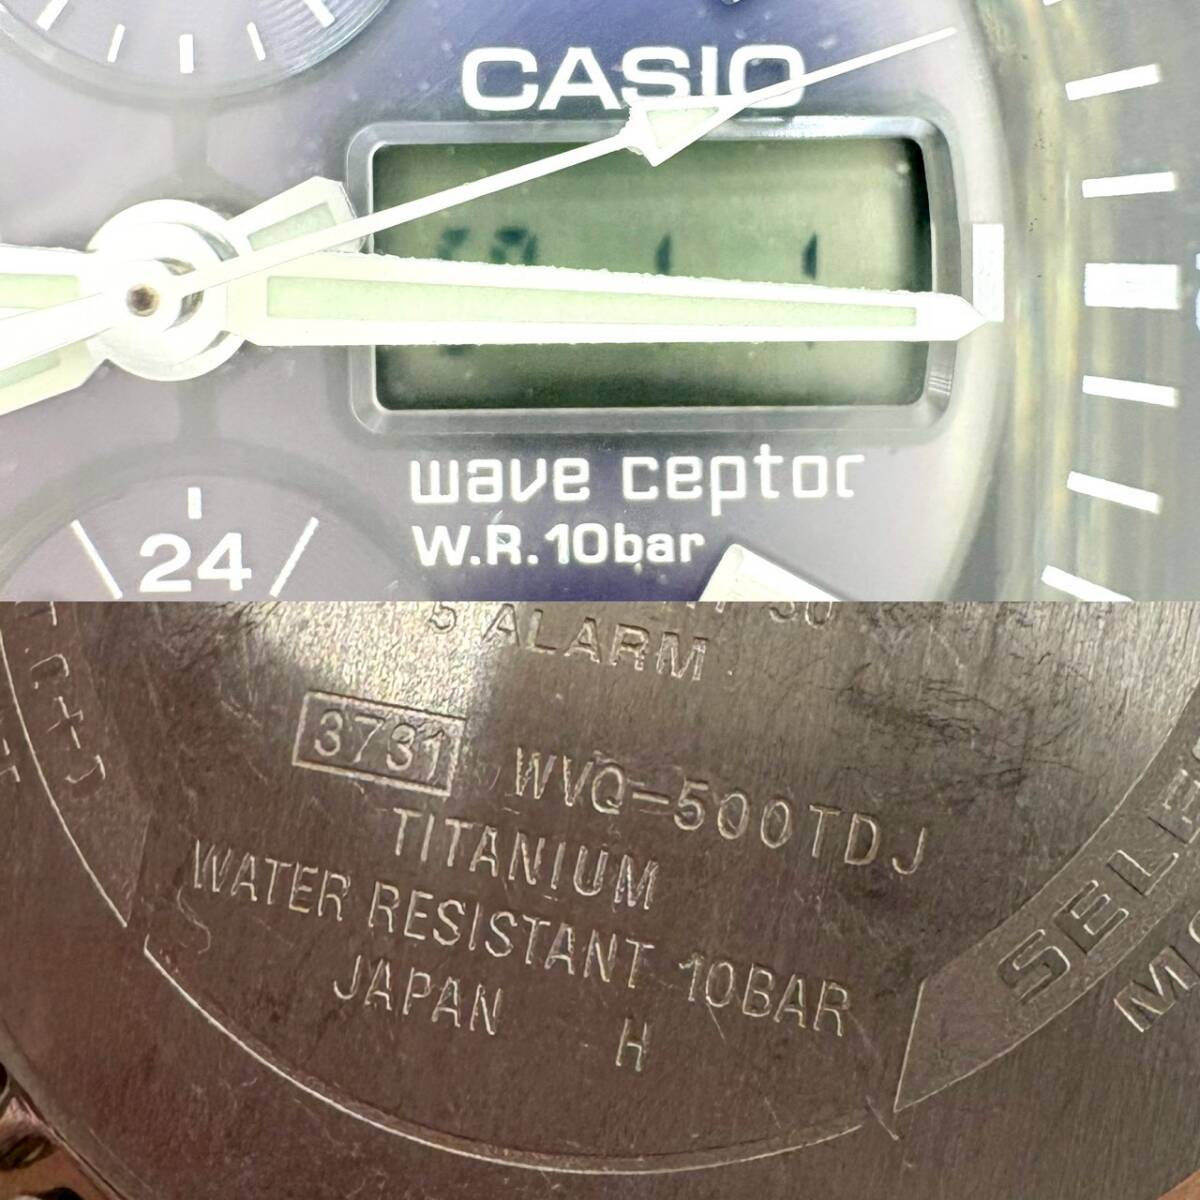 CASIO
wave ceptor
W.R.10bar
24
5 ALARM
3731 WVQ-500TDJ
TITANIUM
WATER RESISTANT 10BAR
JAPAN H